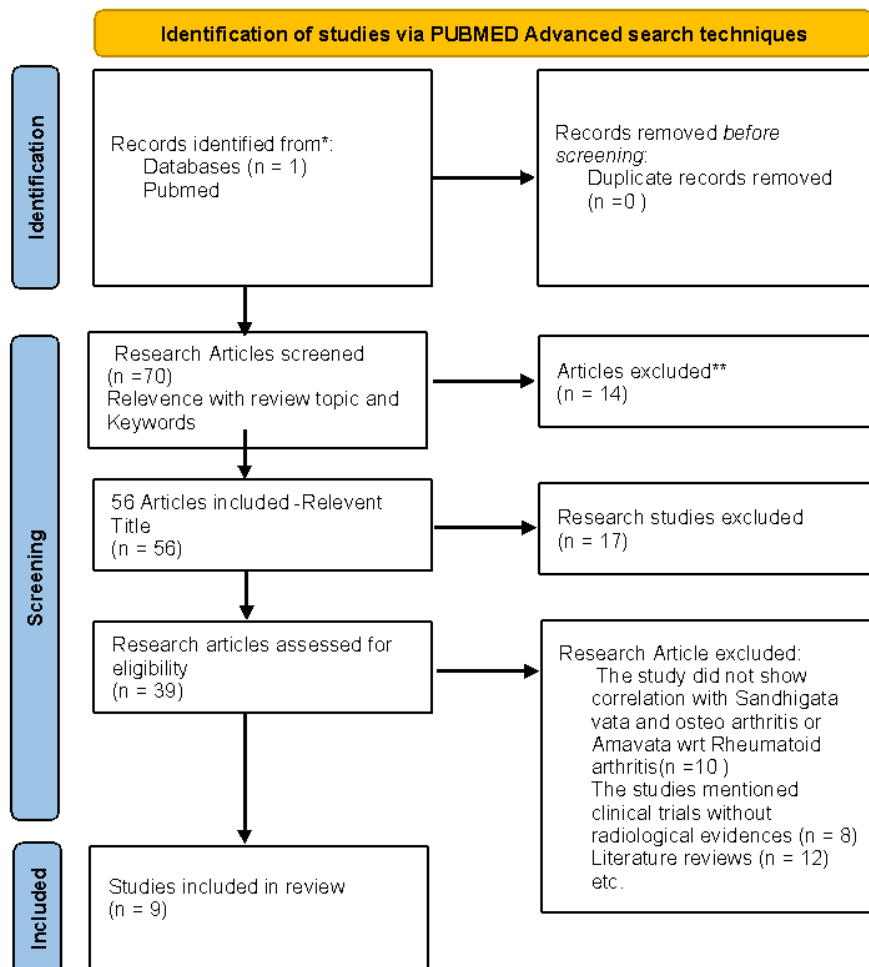 Identification of studies via PUBMED Advanced search techniques
Identification
Records identified from*:
Databases (n = 1)
Pubmed
Records removed before
screening:
Duplicate records removed
(n =0 )
Screening
Research Articles screened
(n =70)
Relevence with review topic and
Keywords
Articles excluded**
(n = 14)
56 Articles included -Relevent
Title
(n = 56)
Research studies excluded
(n = 17)
Research articles assessed for
eligibility
(n = 39)
Research Article excluded:
The study did not show
correlation with Sandhigata
vata and osteo arthritis or
Amavata wrt Rheumatoid
arthritis(n =10 )
The studies mentioned
clinical trials without
radiological evidences (n = 8)
Literature reviews (n = 12)
etc.
Included
Studies included in review
(n = 9)